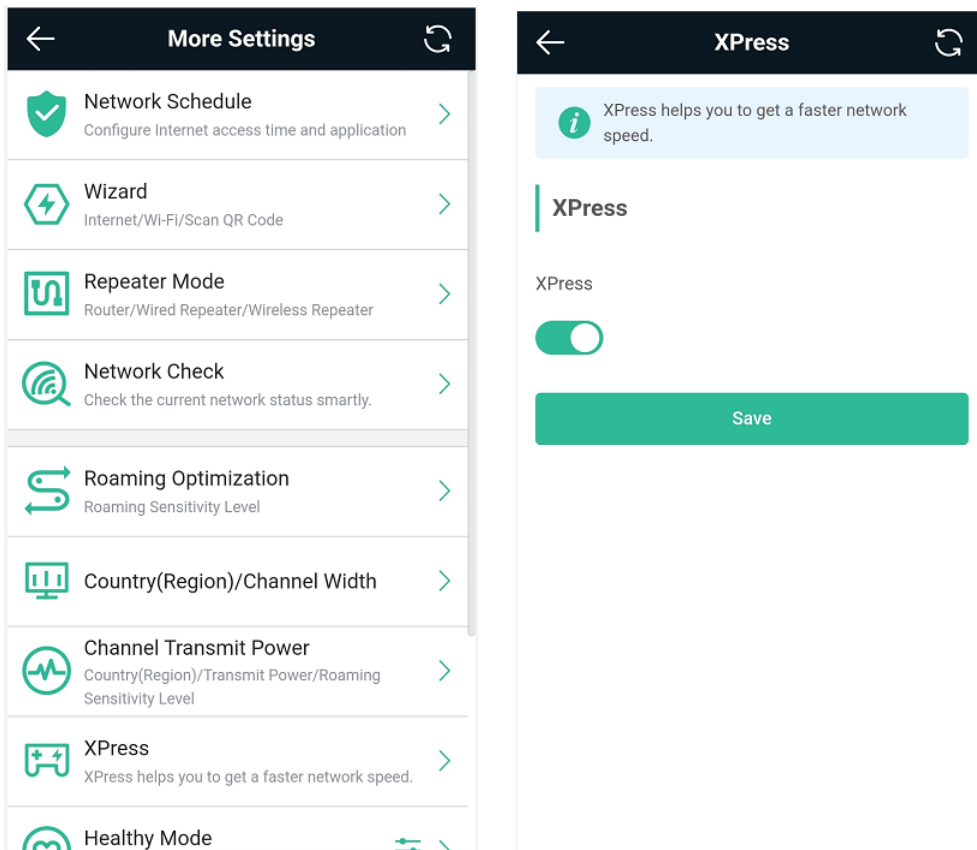 More Settings
Network Schedule
Configure Internet access time and application
Wizard
Internet/Wi-Fi/Scan QR Code
Repeater Mode
Router/Wired Repeater/Wireless Repeater
Network Check
Check the current network status smartly.
Roaming Optimization
Roaming Sensitivity Level
Country(Region)/Channel Width
Channel Transmit Power
Country(Region)/Transmit Power/Roaming
Sensitivity Level
XPress
XPress helps you to get a faster network speed.
Healthy Mode
XPress
XPress helps you to get a faster network
speed.
XPress
XPress
Save